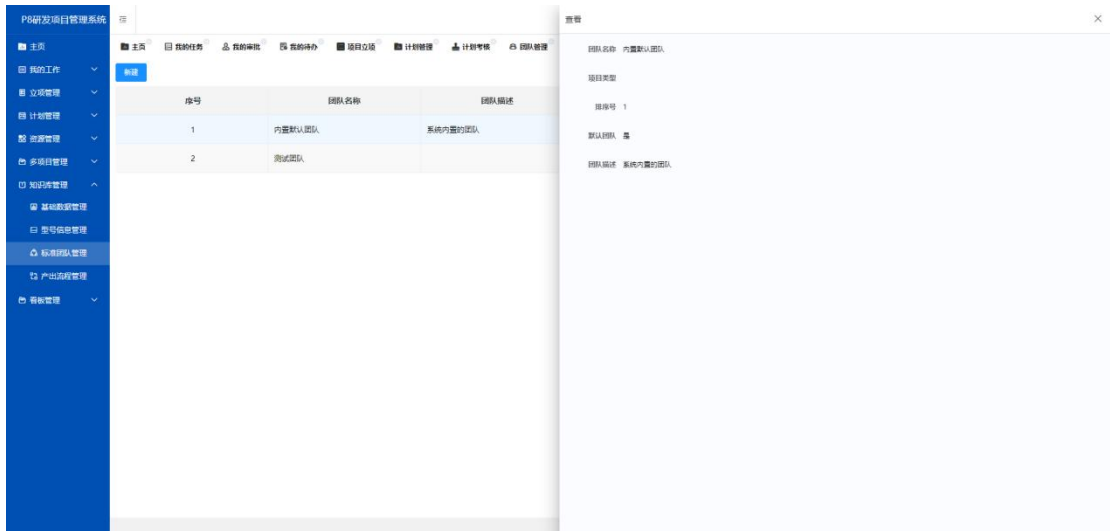 P8研发项目管理系统
查看
主页
我的工作
立项管理
计划管理
资源管理
多项目管理
知识库管理
基础数据管理
型号信息管理
标准团队管理
产出流程管理
看板管理
主页 我的任务 我的审批 我的待办 项目立项 计划管理 计划考核 团队管理
新建
序号 团队名称 团队描述
1 内置默认团队 系统内置的团队
2 测试团队
团队名称 内置默认团队
项目类型
排序号 1
默认团队 是
团队描述 系统内置的团队